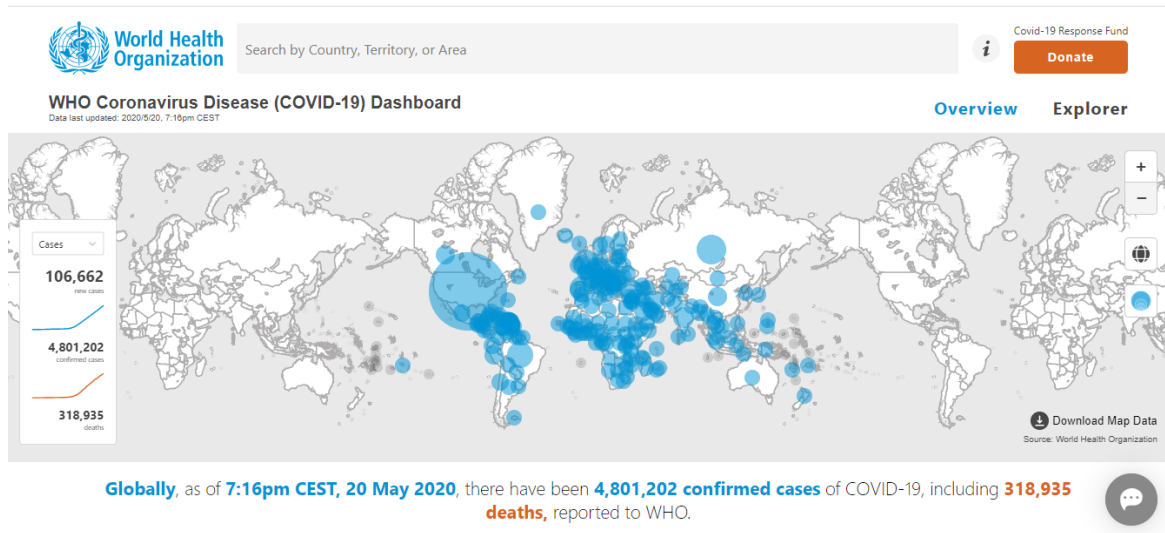 World Health
Organization
Search by Country, Territory, or Area
i
Covid-19 Response Fund
Donate
WHO Coronavirus Disease (COVID-19) Dashboard
Data last updated: 2020/5/20, 7:16pm CEST
Overview
Explorer
+
−
Cases
106,662
new cases
4,801,202
confirmed cases
318,935
deaths
Download Map Data
Source: World Health Organization
Globally, as of 7:16pm CEST, 20 May 2020, there have been 4,801,202 confirmed cases of COVID-19, including 318,935
deaths, reported to WHO.